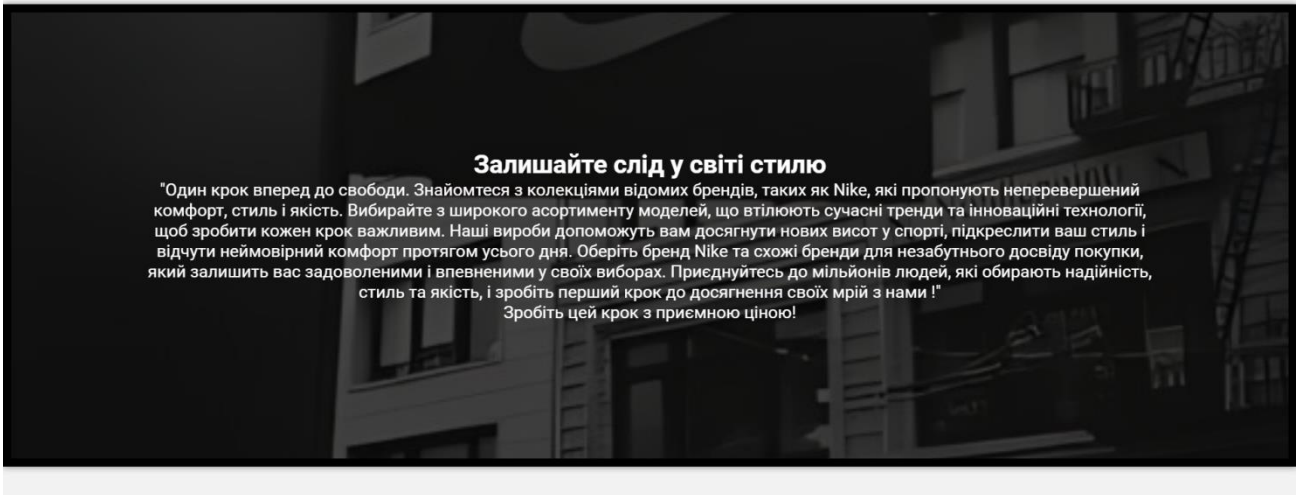 Залишайте слід у світі стилю
"Один крок вперед до свободи. Знайомтеся з колекціями відомих брендів, таких як Nike, які пропонують неперевершений
комфорт, стиль і якість. Вибирайте з широкого асортименту моделей, що втілюють сучасні тренди та інноваційні технології,
щоб зробити кожен крок важливим. Наші вироби допоможуть вам досягнути нових висот у спорті, підкреслити ваш стиль і
відчути неймовірний комфорт протягом усього дня. Оберіть бренд Nike та схожі бренди для незабутнього досвіду покупки,
який залишить вас задоволеними і впевненими у своїх виборах. Приєднуйтесь до мільйонів людей, які обирають надійність,
стиль та якість, і зробіть перший крок до досягнення своїх мрій з нами !"
Зробіть цей крок з приємною ціною!